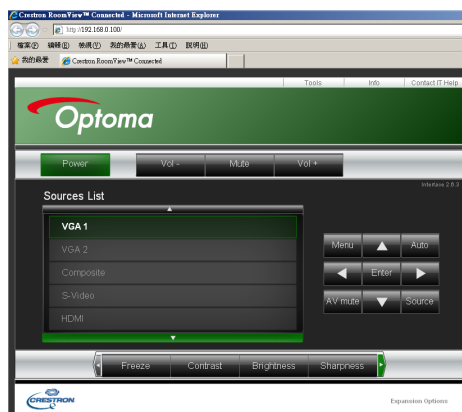 Crestron RoomView™ Connected - Microsoft Internet Explorer
http://192.168.0.100/
檔案(F) 編輯(E) 檢視(V) 我的最愛(A) 工具(T) 說明(H)
我的最愛 Crestron RoomView™ Connected
Tools Info Contact IT Help
Optoma
Power Vol - Mute Vol +
Interface 2.6.3
Sources List
VGA 1
VGA 2
Composite
S-Video
HDMI
Menu Auto
Enter
AV mute Source
Freeze Contrast Brightness Sharpness
CRESTRON
Expansion Options